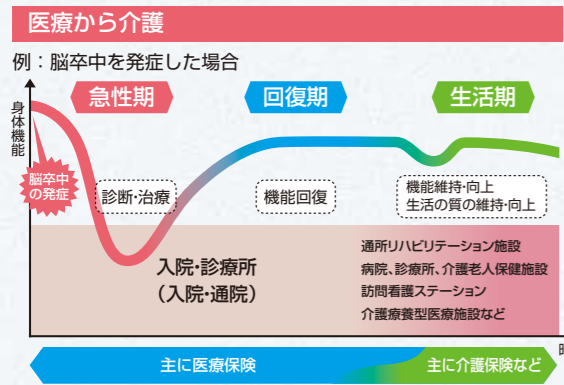 医療から介護
例：脳卒中を発症した場合
急性期
回復期
生活期
身体機能
脳卒中
の発症
診断・治療
機能回復
機能維持・向上
生活の質の維持・向上
入院・診療所
（入院・通院）
通所リハビリテーション施設
病院、診療所、介護老人保健施設
訪問看護ステーション
介護療養型医療施設など
主に医療保険
主に介護保険など